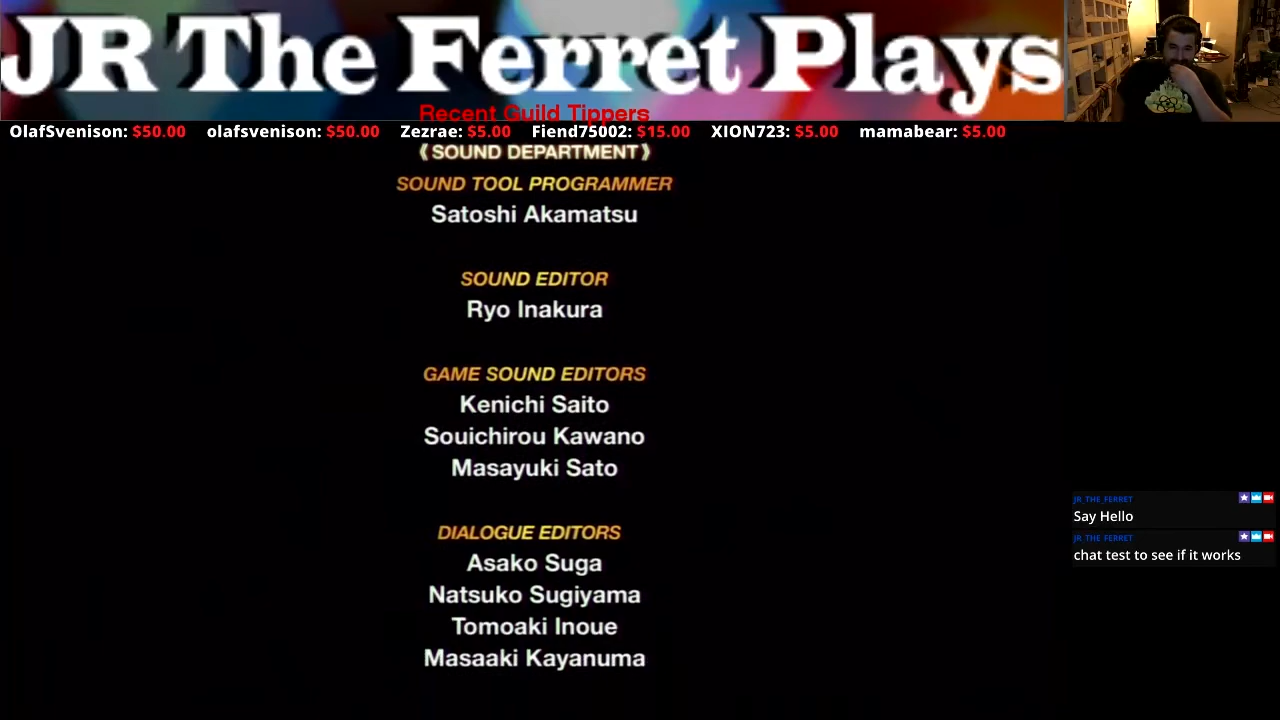 JR The Ferret Plays
Recent Guild Tippers
OlafSvenison: $50.00 olafsvenison: $50.00 Zezrae: $5.00 Fiend75002: $15.00 XION723: $5.00 mamabear: $5.00
《SOUND DEPARTMENT》
SOUND TOOL PROGRAMMER
Satoshi Akamatsu
SOUND EDITOR
Ryo Inakura
GAME SOUND EDITORS
Kenichi Saito
Souichirou Kawano
Masayuki Sato
DIALOGUE EDITORS
Asako Suga
Natsuko Sugiyama
Tomoaki Inoue
Masaaki Kayanuma
JR_THE_FERRET
Say Hello
JR_THE_FERRET
chat test to see if it works